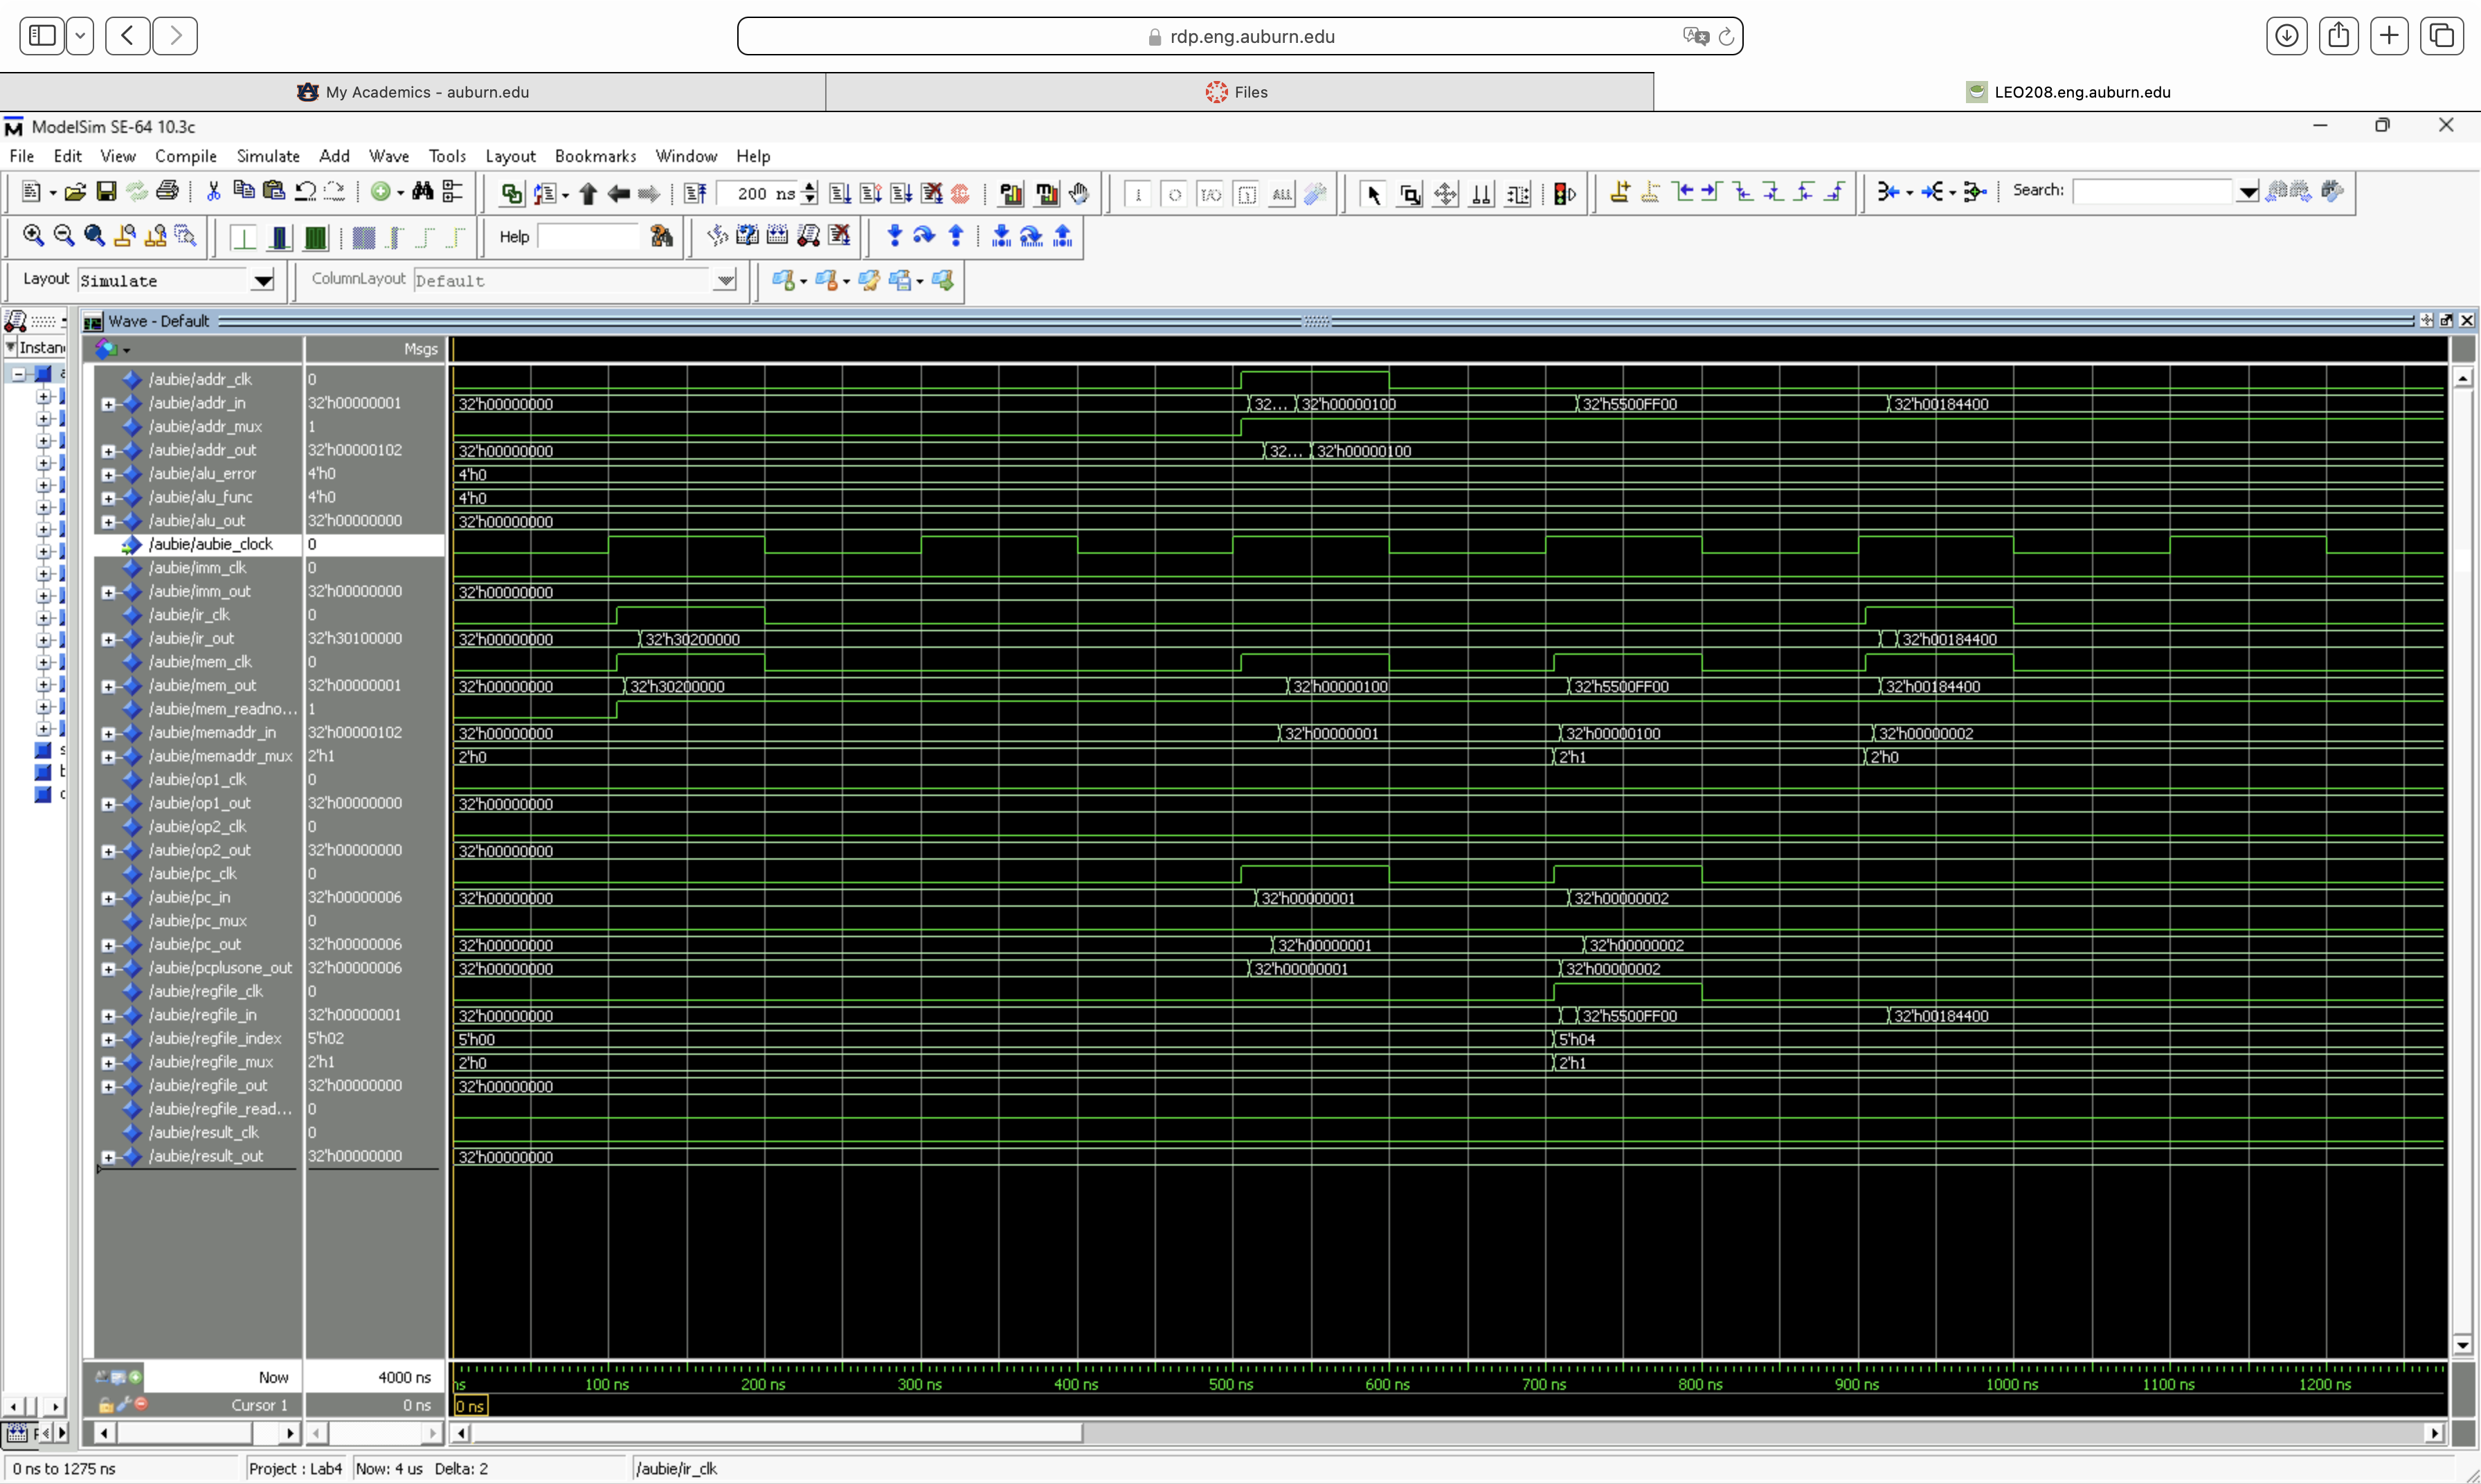 rdp.eng.auburn.edu
My Academics - auburn.edu
Files
LEO208.eng.auburn.edu
ModelSim SE-64 10.3c
File Edit View Compile Simulate Add Wave Tools Layout Bookmarks Window Help
200 ns
Search:
Help
Layout Simulate
ColumnLayout Default
Instan
Wave - Default
Msgs
/aubie/addr_clk 0
/aubie/addr_in 32'h00000001 32'h00000000 32... 32'h00000100 32'h5500FF00 32'h00184400
/aubie/addr_mux 1
/aubie/addr_out 32'h00000102 32'h00000000 32... 32'h00000100
/aubie/alu_error 4'h0 4'h0
/aubie/alu_func 4'h0 4'h0
/aubie/alu_out 32'h00000000 32'h00000000
/aubie/aubie_clock 0
/aubie/imm_clk 0
/aubie/imm_out 32'h00000000 32'h00000000
/aubie/ir_clk 0
/aubie/ir_out 32'h30100000 32'h00000000 32'h30200000 32'h00184400
/aubie/mem_clk 0
/aubie/mem_out 32'h00000001 32'h00000000 32'h30200000 32'h00000100 32'h5500FF00 32'h00184400
/aubie/mem_readno... 1
/aubie/memaddr_in 32'h00000102 32'h00000000 32'h00000001 32'h00000100 32'h00000002
/aubie/memaddr_mux 2'h1 2'h0 2'h1 2'h0
/aubie/op1_clk 0
/aubie/op1_out 32'h00000000 32'h00000000
/aubie/op2_clk 0
/aubie/op2_out 32'h00000000 32'h00000000
/aubie/pc_clk 0
/aubie/pc_in 32'h00000006 32'h00000000 32'h00000001 32'h00000002
/aubie/pc_mux 0
/aubie/pc_out 32'h00000006 32'h00000000 32'h00000001 32'h00000002
/aubie/pcplusone_out 32'h00000006 32'h00000000 32'h00000001 32'h00000002
/aubie/regfile_clk 0
/aubie/regfile_in 32'h00000001 32'h00000000 32'h5500FF00 32'h00184400
/aubie/regfile_index 5'h02 5'h00 5'h04
/aubie/regfile_mux 2'h1 2'h0 2'h1
/aubie/regfile_out 32'h00000000 32'h00000000
/aubie/regfile_read... 0
/aubie/result_clk 0
/aubie/result_out 32'h00000000 32'h00000000
Now 4000 ns ns 100 ns 200 ns 300 ns 400 ns 500 ns 600 ns 700 ns 800 ns 900 ns 1000 ns 1100 ns 1200 ns
Cursor 1 0 ns 0 ns
0 ns to 1275 ns Project : Lab4 Now: 4 us Delta: 2 /aubie/ir_clk